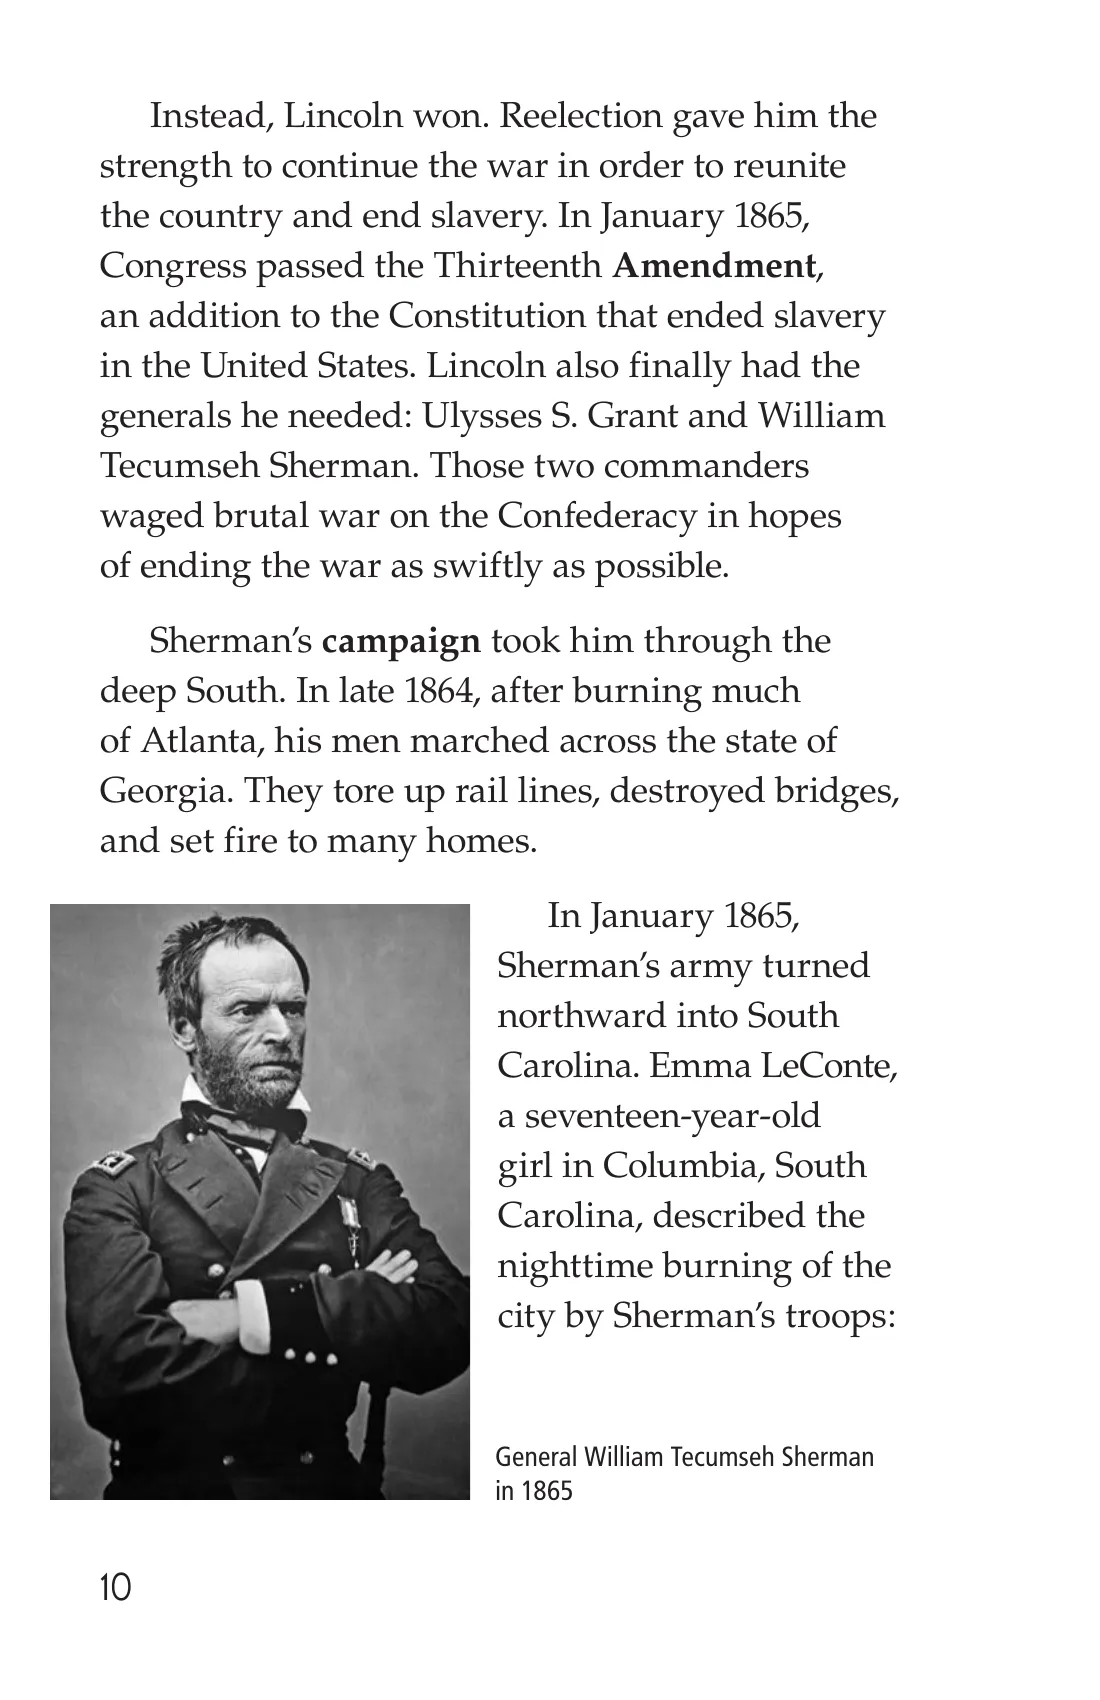 Instead, Lincoln won. Reelection gave him the
strength to continue the war in order to reunite
the country and end slavery. In January 1865,
Congress passed the Thirteenth Amendment,
an addition to the Constitution that ended slavery
in the United States. Lincoln also finally had the
generals he needed: Ulysses S. Grant and William
Tecumseh Sherman. Those two commanders
waged brutal war on the Confederacy in hopes
of ending the war as swiftly as possible.
Sherman’s campaign took him through the
deep South. In late 1864, after burning much
of Atlanta, his men marched across the state of
Georgia. They tore up rail lines, destroyed bridges,
and set fire to many homes.
In January 1865,
Sherman’s army turned
northward into South
Carolina. Emma LeConte,
a seventeen-year-old
girl in Columbia, South
Carolina, described the
nighttime burning of the
city by Sherman’s troops:
General William Tecumseh Sherman
in 1865
10